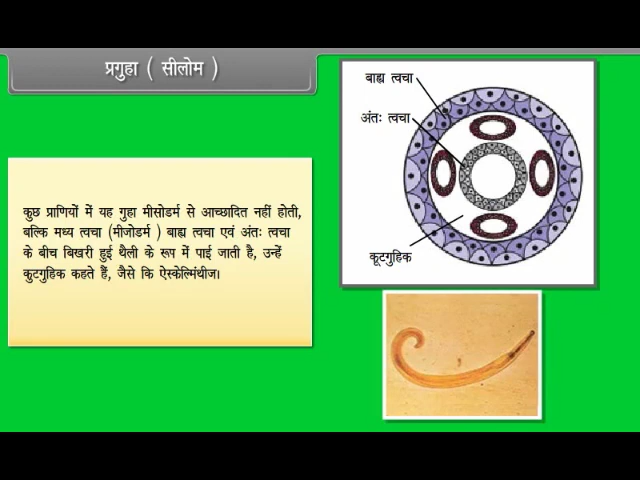 प्रगुहा ( सीलोम )
कुछ प्राणियों में यह गुहा मीसोडर्म से आच्छादित नहीं होती,
बल्कि मध्य त्वचा (मीजोडर्म ) बाह्य त्वचा एवं अंतः त्वचा
के बीच बिखरी हुई थैली के रूप में पाई जाती है, उन्हें
कुटगुहिक कहते हैं, जैसे कि ऐस्केल्मिंथीज।
बाह्य त्वचा
अंतः त्वचा
कूटगुहिक